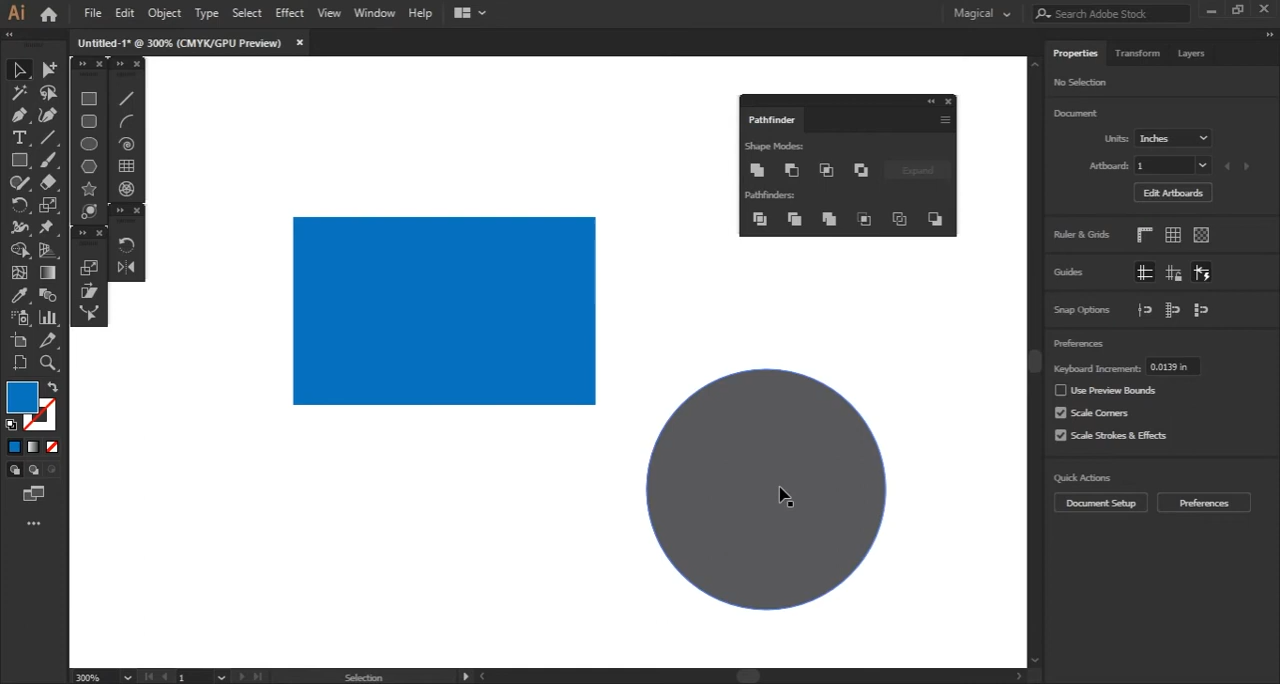 Ai File Edit Object Type Select Effect View Window Help Magical Search Adobe Stock
Untitled-1* @ 300% (CMYK/GPU Preview)
Properties Transform Layers
No Selection
Document
Units: Inches
Artboard: 1
Edit Artboards
Ruler & Grids
Guides
Snap Options
Preferences
Keyboard Increment: 0.0139 in
Use Preview Bounds
Scale Corners
Scale Strokes & Effects
Quick Actions
Document Setup Preferences
Pathfinder
Shape Modes:
Expand
Pathfinders:
300% 1 Selection